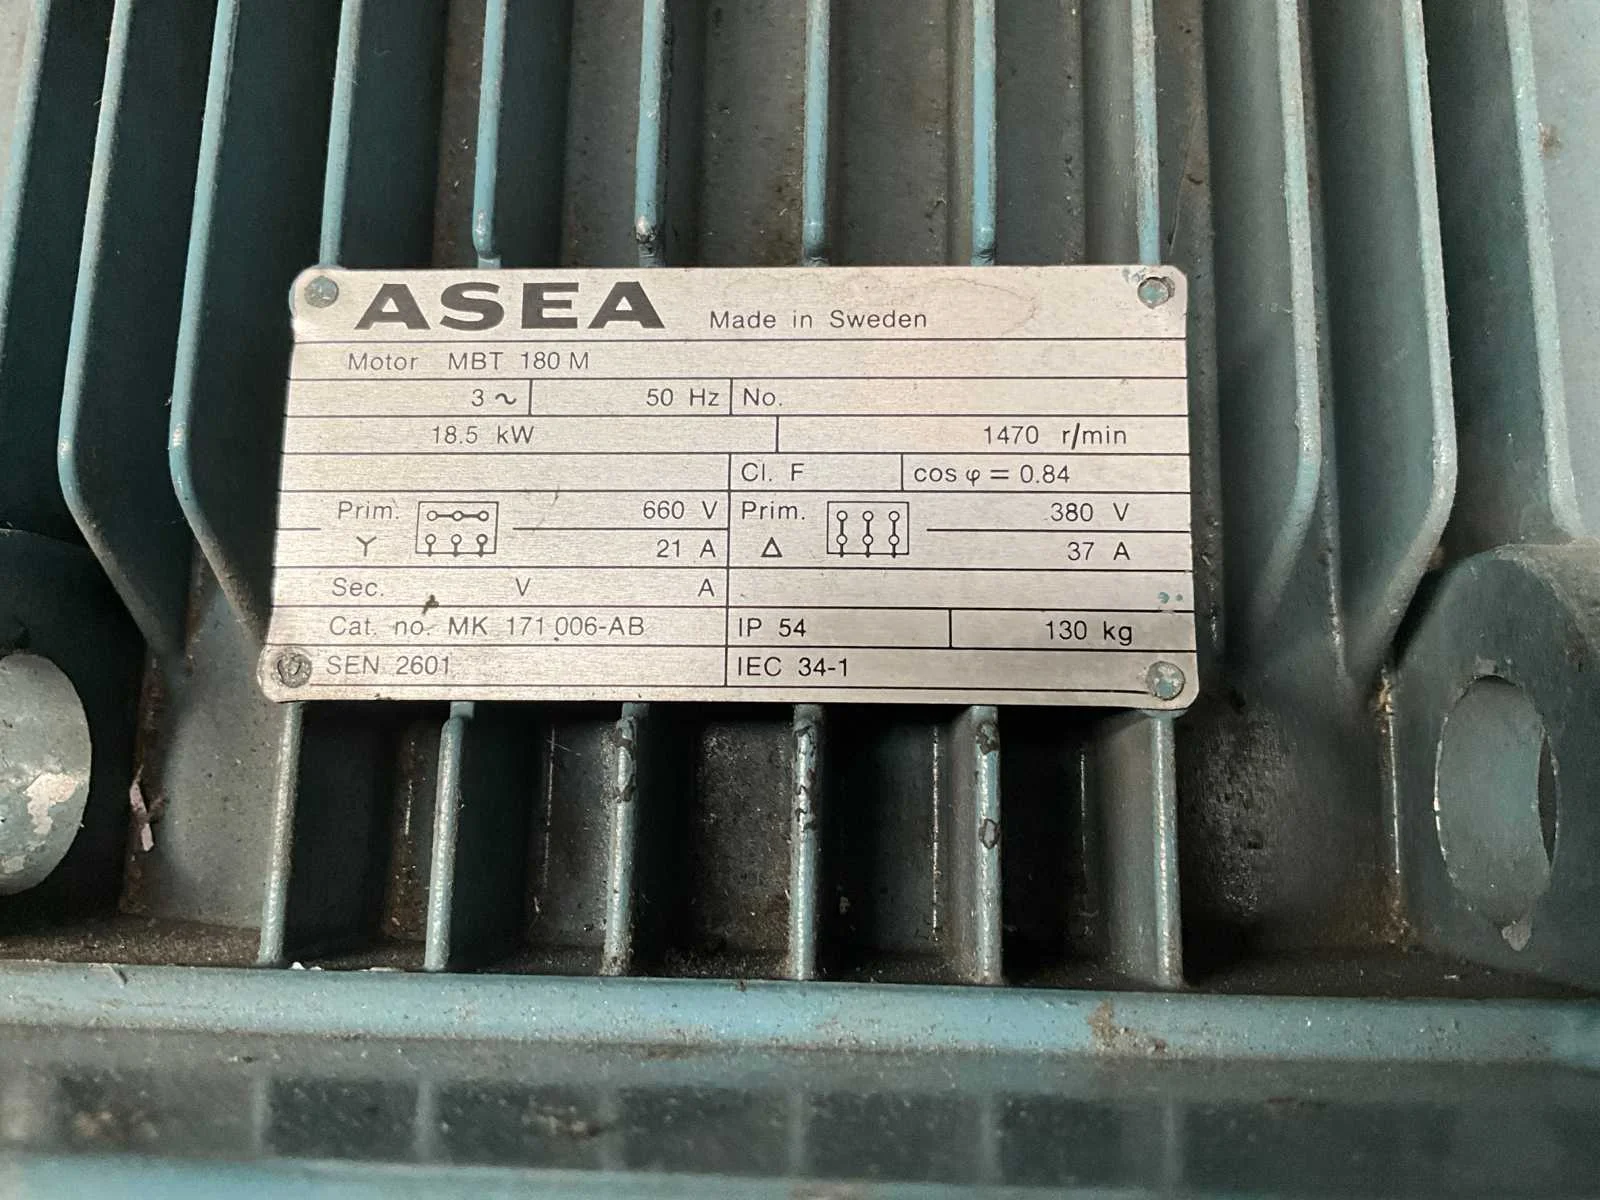 ASEA Made in Sweden
Motor MBT 180 M
3 ~ 50 Hz No.
18.5 kW 1470 r/min
Cl. F cos φ = 0.84
Prim. 660 V Prim. 380 V
Y 21 A Δ 37 A
Sec. V A
Cat. no. MK 171 006-AB IP 54 130 kg
SEN 2601 IEC 34-1